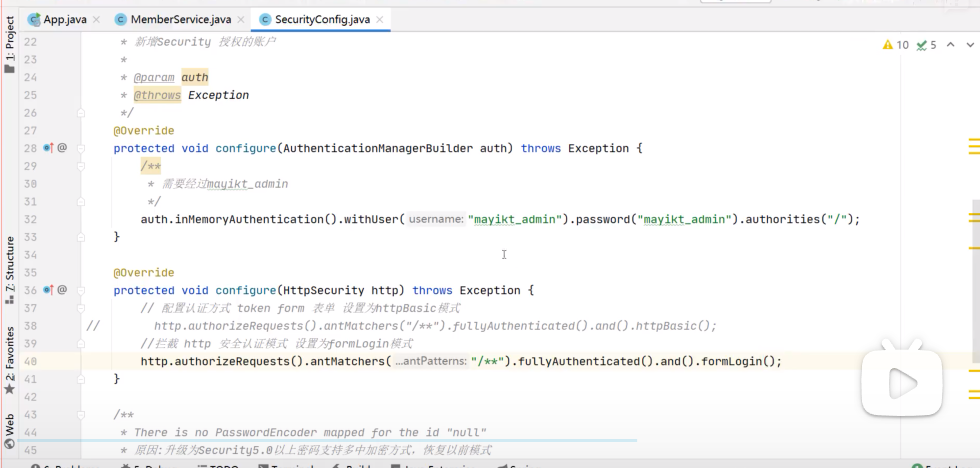 App.java
MemberService.java
SecurityConfig.java
1: Project
10
5
22 * 新增Security 授权的账户
23 *
24 * @param auth
25 * @throws Exception
26 */
27 @Override
28 @ protected void configure(AuthenticationManagerBuilder auth) throws Exception {
29 /**
30 * 需要经过mayikt_admin
31 */
32 auth.inMemoryAuthentication().withUser( username: "mayikt_admin").password("mayikt_admin").authorities("/");
33 }
34
35 @Override
36 @ protected void configure(HttpSecurity http) throws Exception {
37 // 配置认证方式 token form 表单 设置为httpBasic模式
38 // http.authorizeRequests().antMatchers("/**").fullyAuthenticated().and().httpBasic();
39 //拦截 http 安全认证模式 设置为formLogin模式
40 http.authorizeRequests().antMatchers( ...antPatterns: "/**").fullyAuthenticated().and().formLogin();
41 }
42
43 /**
44 * There is no PasswordEncoder mapped for the id "null"
45 * 原因:升级为Security5.0以上密码支持多中加密方式，恢复以前模式
7: Structure
2: Favorites
Web
TODO